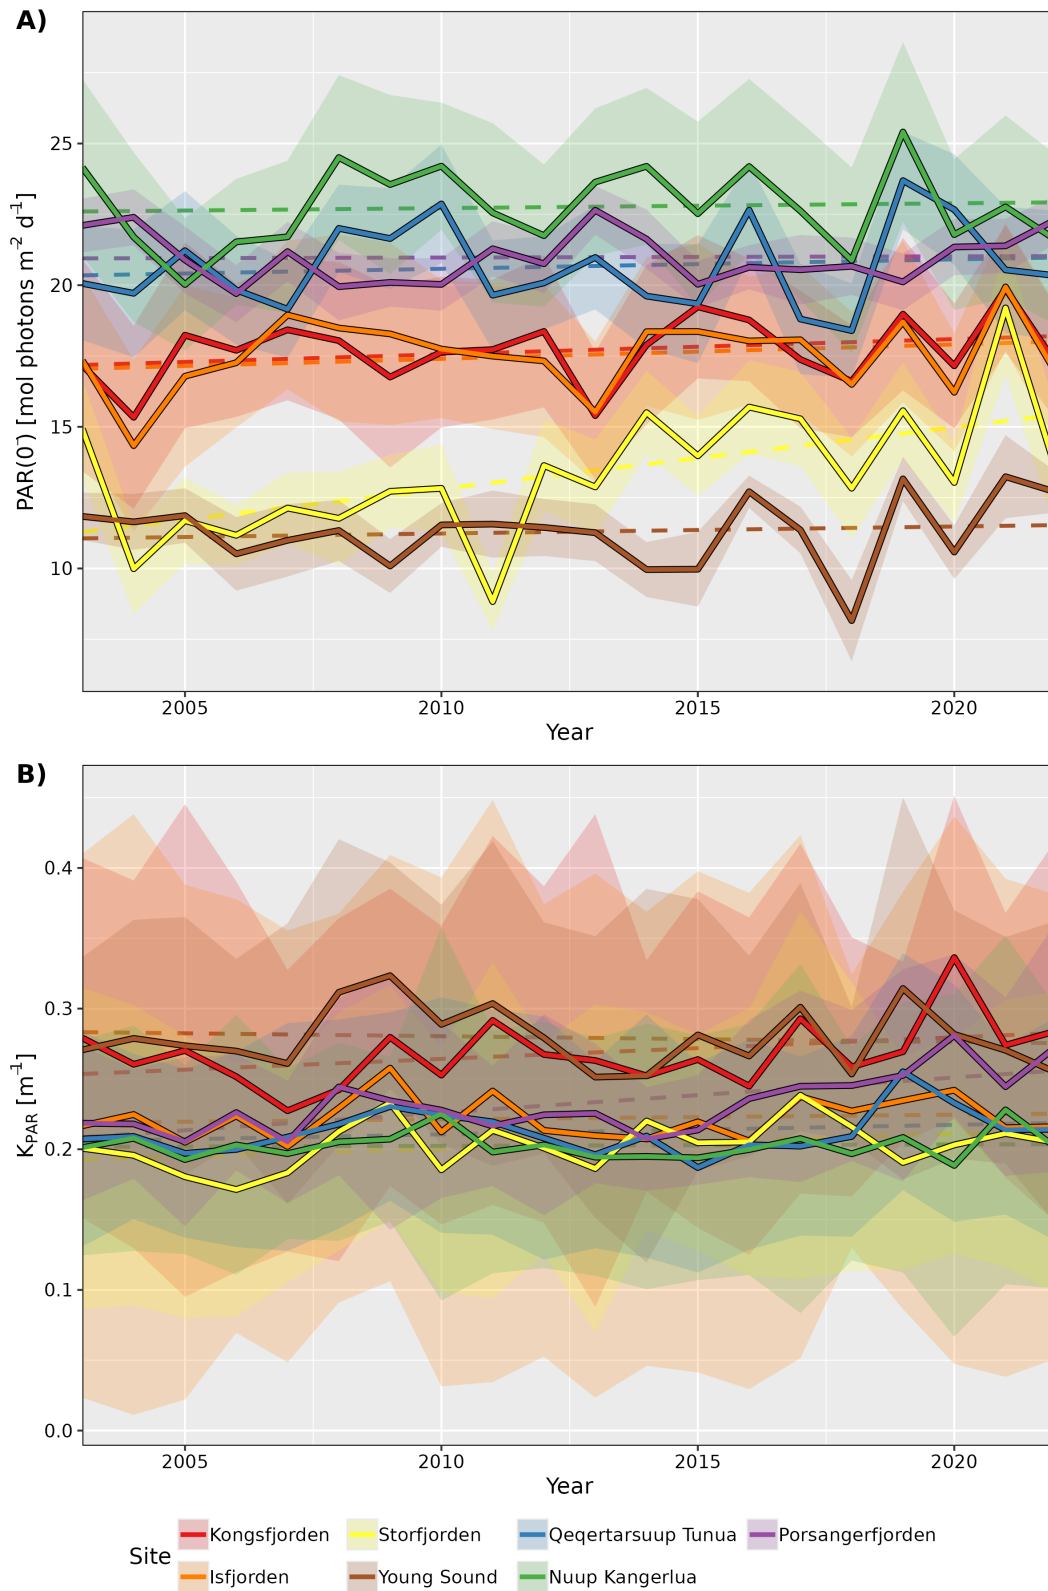 A)
PAR(0⁻) [mol photons m⁻² d⁻¹]
25
20
15
10
2005 2010 2015 2020
Year
B)
K_PAR [m⁻¹]
0.4
0.3
0.2
0.1
0.0
2005 2010 2015 2020
Year
Site
Kongsfjorden Storfjorden Qeqertarsuup Tunua Porsangerfjorden
Isfjorden Young Sound Nuup Kangerlua